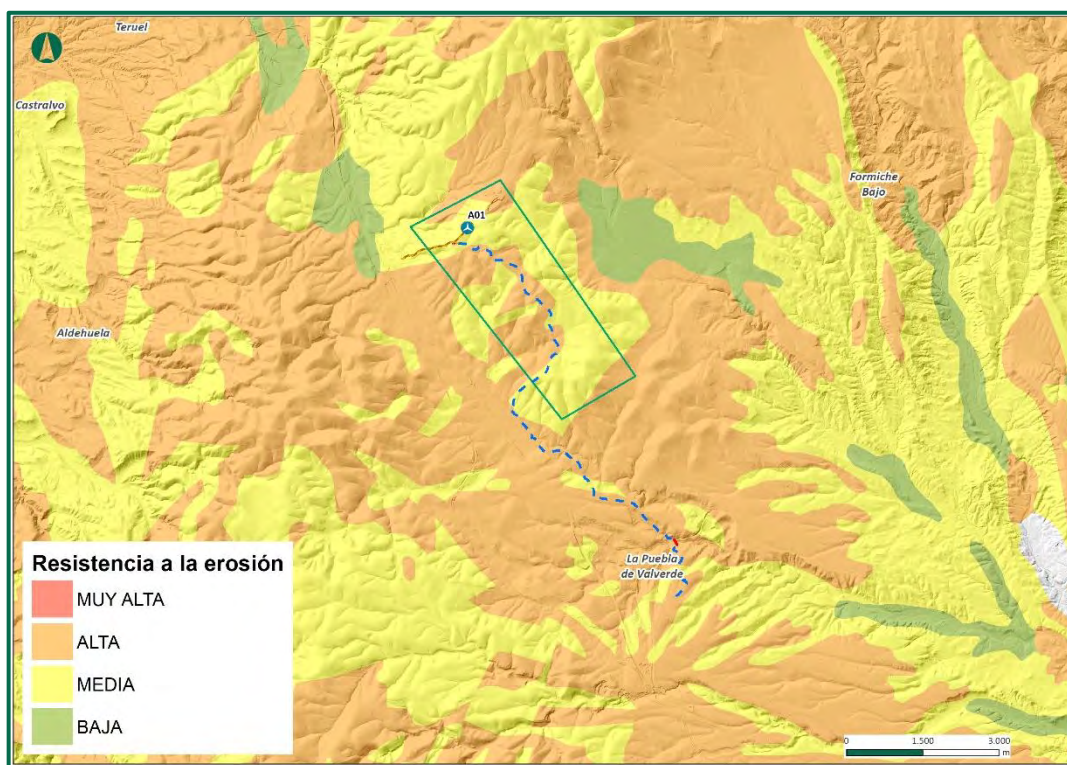 Teruel
Castralvo
Formiche
Bajo
A01
Aldehuela
La Puebla
de Valverde
Resistencia a la erosión
MUY ALTA
ALTA
MEDIA
BAJA
0 1.500 3.000
m